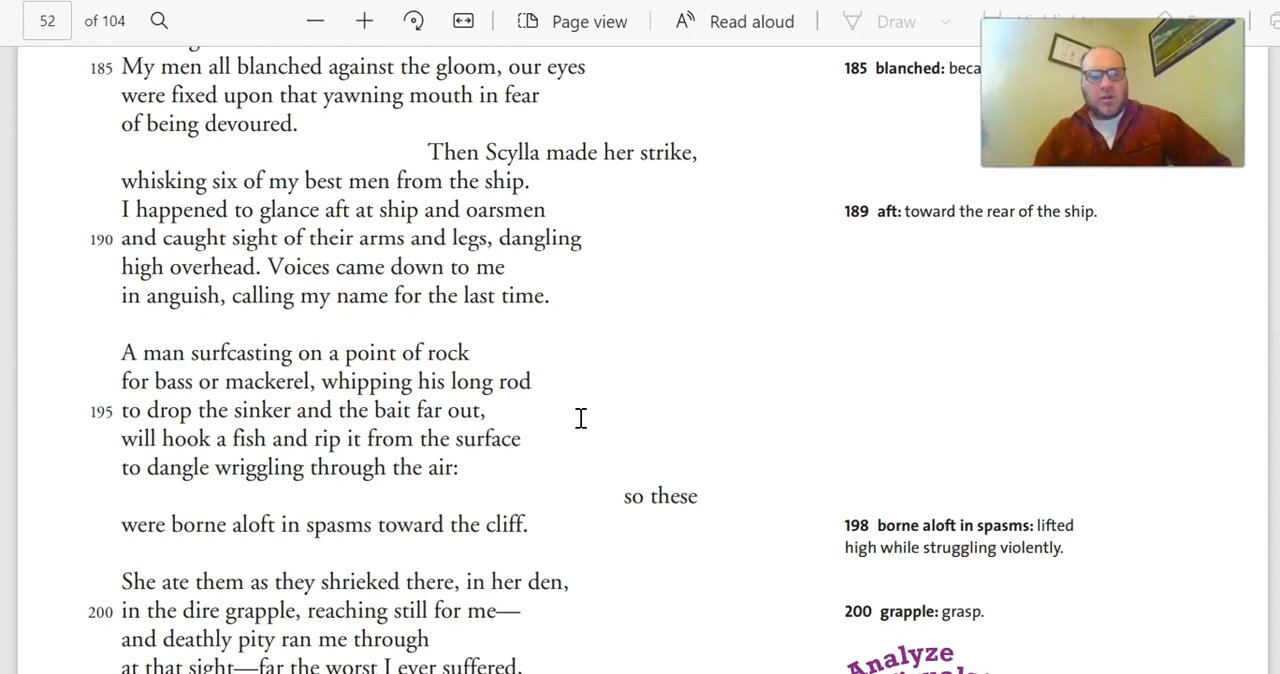 52 of 104 Page view Read aloud Draw
185 My men all blanched against the gloom, our eyes
were fixed upon that yawning mouth in fear
of being devoured.
Then Scylla made her strike,
whisking six of my best men from the ship.
I happened to glance aft at ship and oarsmen
190 and caught sight of their arms and legs, dangling
high overhead. Voices came down to me
in anguish, calling my name for the last time.
A man surfcasting on a point of rock
for bass or mackerel, whipping his long rod
195 to drop the sinker and the bait far out,
will hook a fish and rip it from the surface
to dangle wriggling through the air:
so these
were borne aloft in spasms toward the cliff.
She ate them as they shrieked there, in her den,
200 in the dire grapple, reaching still for me—
and deathly pity ran me through
at that sight—far the worst I ever suffered,
185 blanched: beca
189 aft: toward the rear of the ship.
198 borne aloft in spasms: lifted
high while struggling violently.
200 grapple: grasp.
Analyze